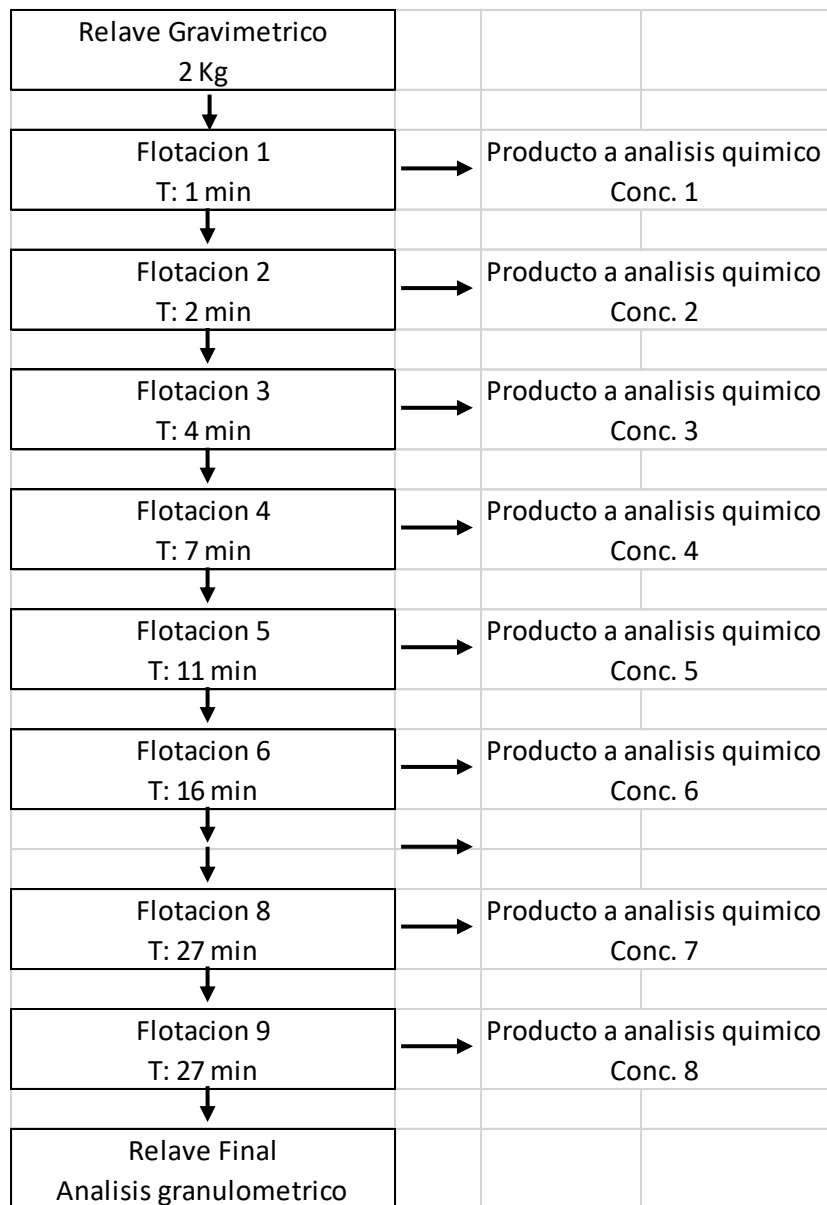 Relave Gravimetrico
2 Kg
Flotacion 1
T: 1 min
Producto a analisis quimico
Conc. 1
Flotacion 2
T: 2 min
Producto a analisis quimico
Conc. 2
Flotacion 3
T: 4 min
Producto a analisis quimico
Conc. 3
Flotacion 4
T: 7 min
Producto a analisis quimico
Conc. 4
Flotacion 5
T: 11 min
Producto a analisis quimico
Conc. 5
Flotacion 6
T: 16 min
Producto a analisis quimico
Conc. 6
Flotacion 8
T: 27 min
Producto a analisis quimico
Conc. 7
Flotacion 9
T: 27 min
Producto a analisis quimico
Conc. 8
Relave Final
Analisis granulometrico